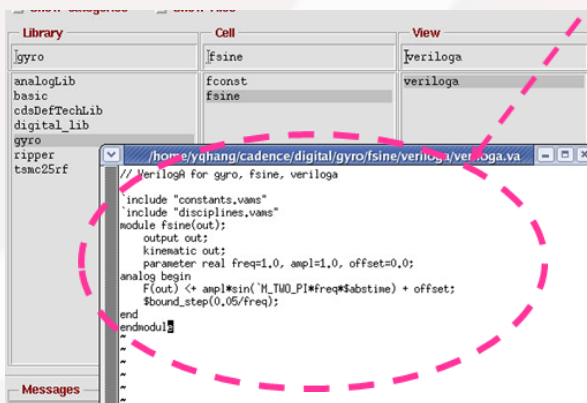 Library
Cell
View
gyro
fsine
veriloga
analogLib
basic
cdsDefTechLib
digital_lib
gyro
ripper
tsmc25rf
fconst
fsine
veriloga
/home/yqhang/cadence/digital/gyro/fsine/veriloga/veriloga.va
// VerilogA for gyro, fsine, veriloga
`include "constants.vams"
`include "disciplines.vams"
module fsine(out);
output out;
kinematic out;
parameter real freq=1.0, ampl=1.0, offset=0.0;
analog begin
F(out) <+ ampl*sin(`M_TWO_PI*freq*$abstime) + offset;
$bound_step(0.05/freq);
end
endmodule
~
~
~
~
~
~
Messages